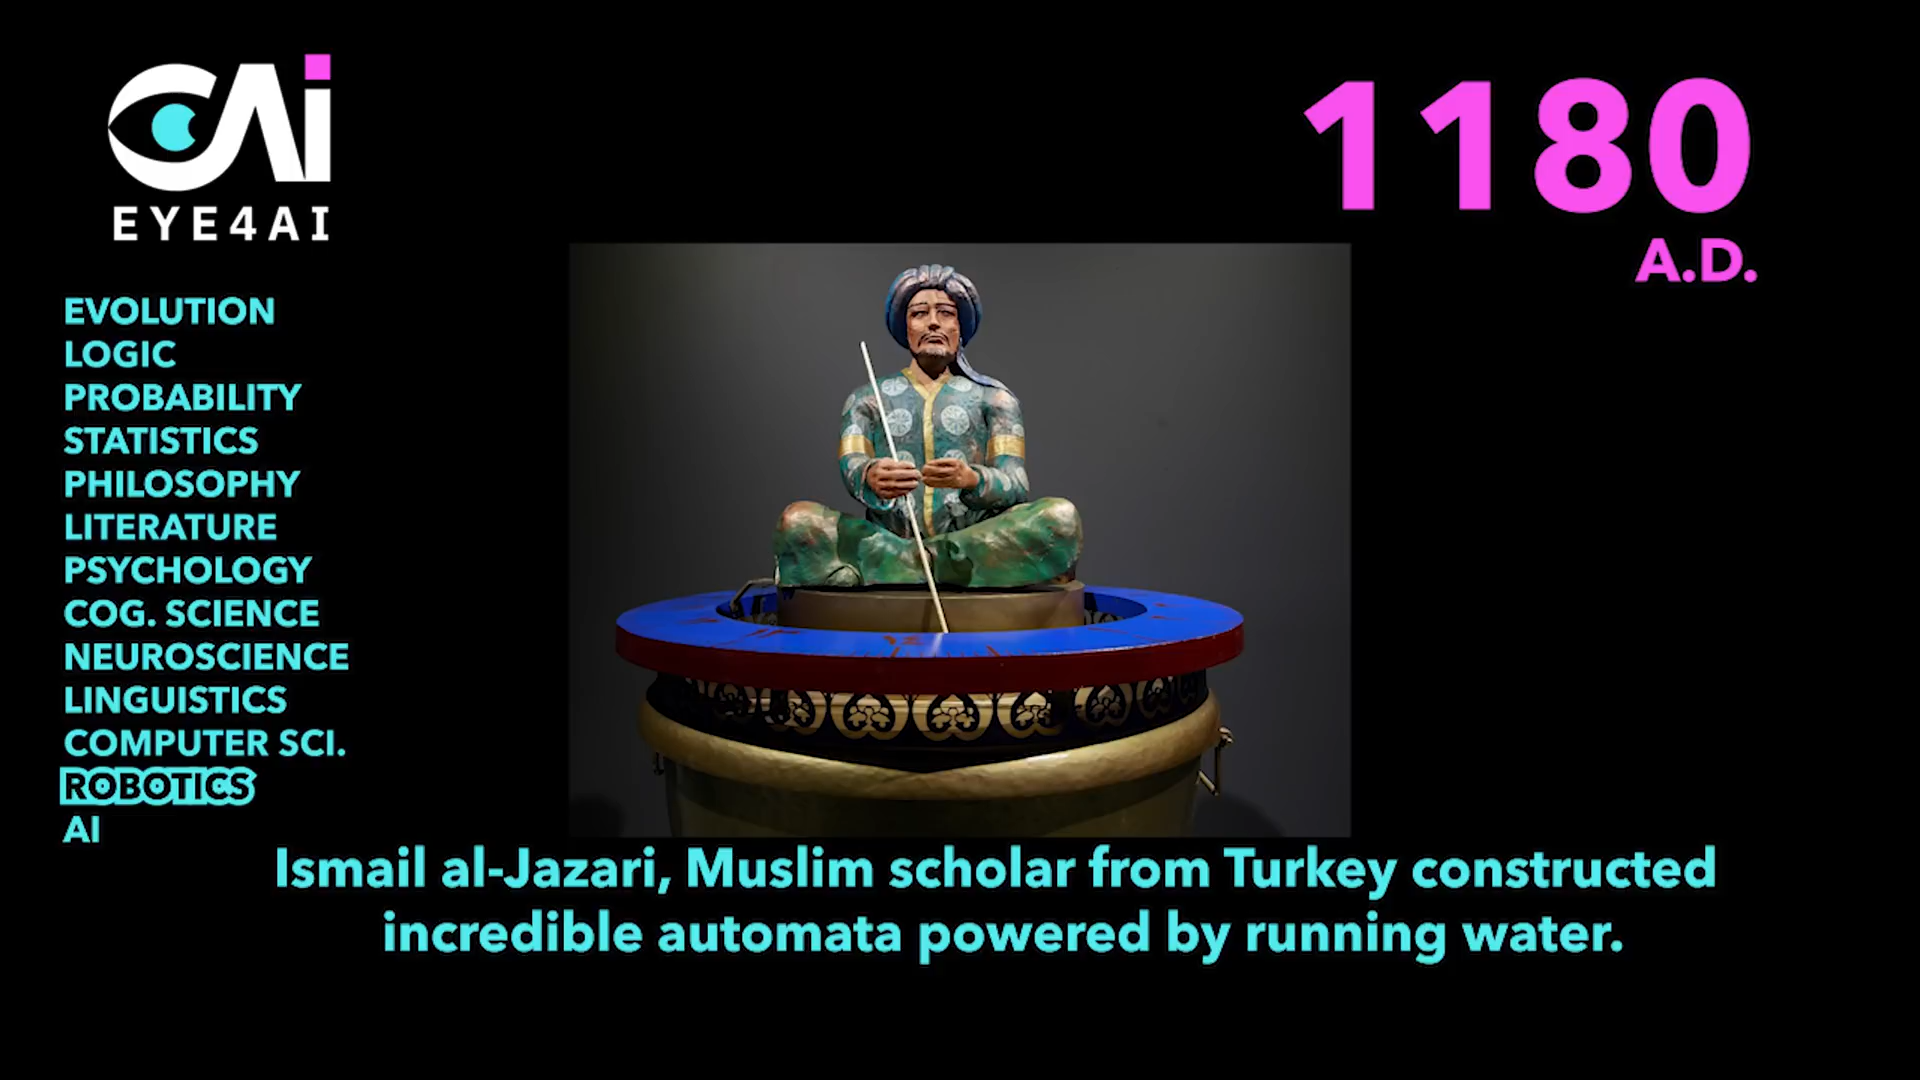 EYE4AI
1180
A.D.
EVOLUTION
LOGIC
PROBABILITY
STATISTICS
PHILOSOPHY
LITERATURE
PSYCHOLOGY
COG. SCIENCE
NEUROSCIENCE
LINGUISTICS
COMPUTER SCI.
ROBOTICS
AI
Ismail al-Jazari, Muslim scholar from Turkey constructed
incredible automata powered by running water.